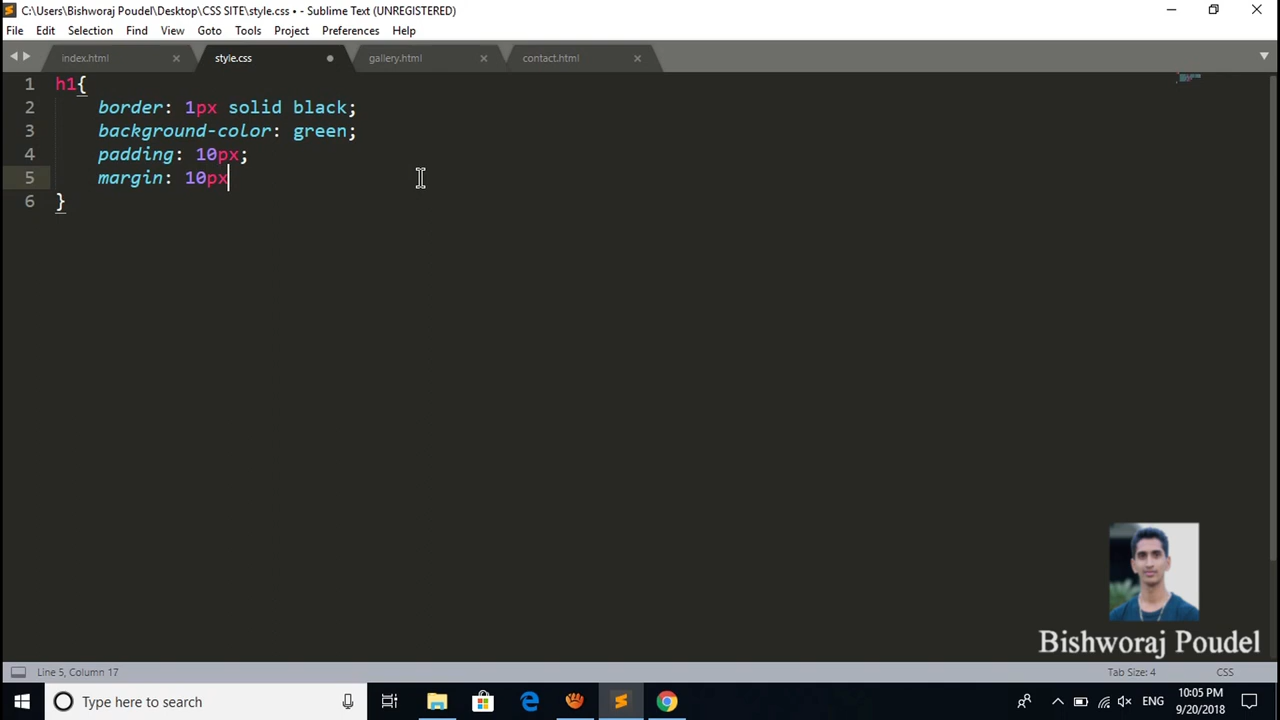 C:\Users\Bishworaj Poudel\Desktop\CSS SITE\style.css • - Sublime Text (UNREGISTERED)
File Edit Selection Find View Goto Tools Project Preferences Help
index.html style.css gallery.html contact.html
1 h1{
2 border: 1px solid black;
3 background-color: green;
4 padding: 10px;
5 margin: 10px
6 }
Bishworaj Poudel
Line 5, Column 17 Tab Size: 4 CSS
Type here to search ENG 10:05 PM
9/20/2018